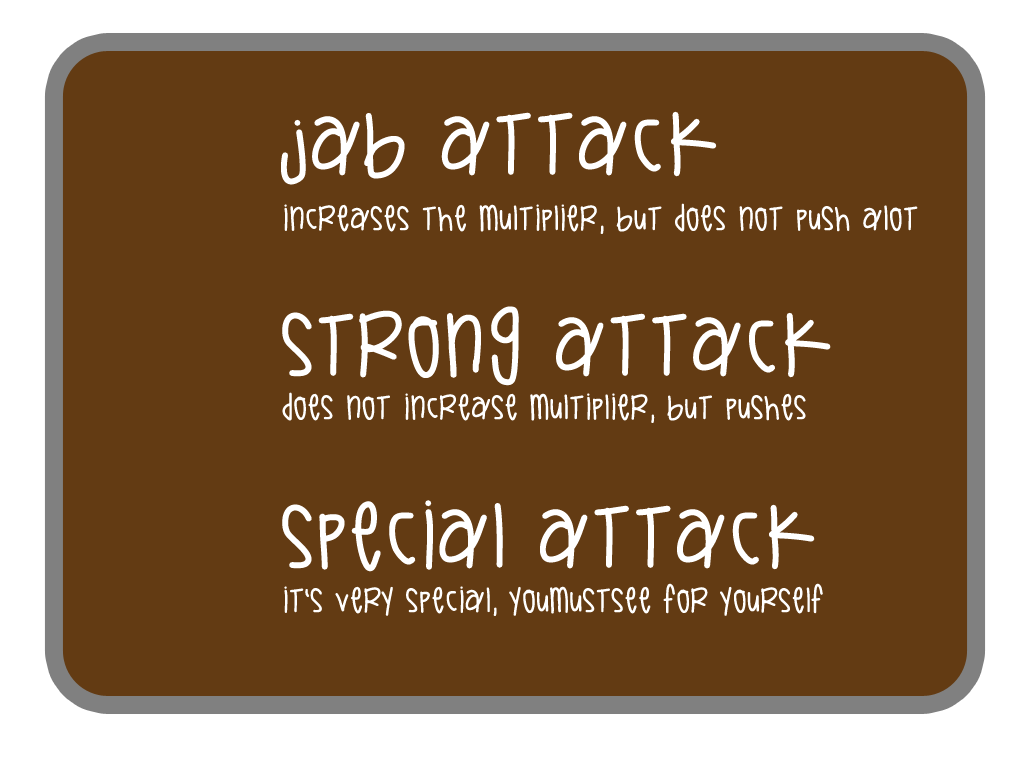 jab attack
increases the multiplier, but does not push alot
strong attack
does not increase multiplier, but pushes
special attack
it's very special, youmustsee for yourself